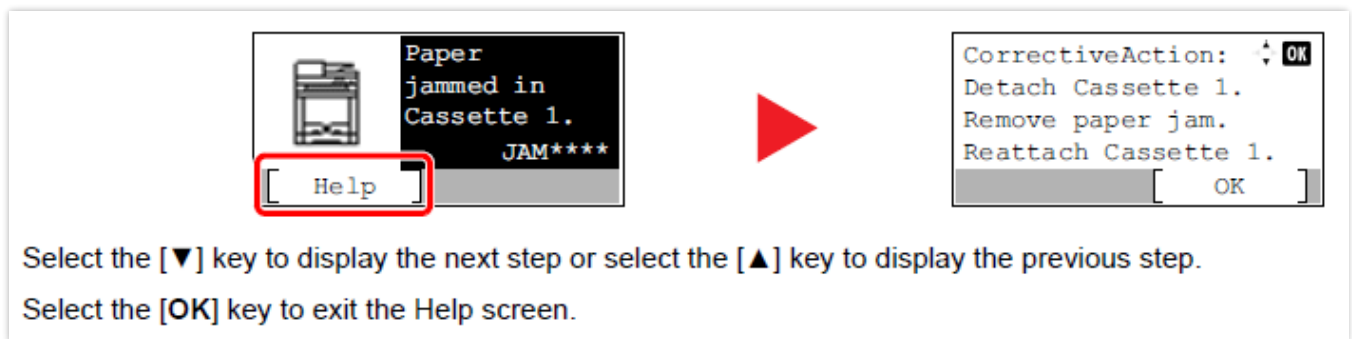 Paper
jammed in
Cassette 1.
JAM****
Help
CorrectiveAction: OK
Detach Cassette 1.
Remove paper jam.
Reattach Cassette 1.
OK
Select the [▼] key to display the next step or select the [▲] key to display the previous step.
Select the [OK] key to exit the Help screen.